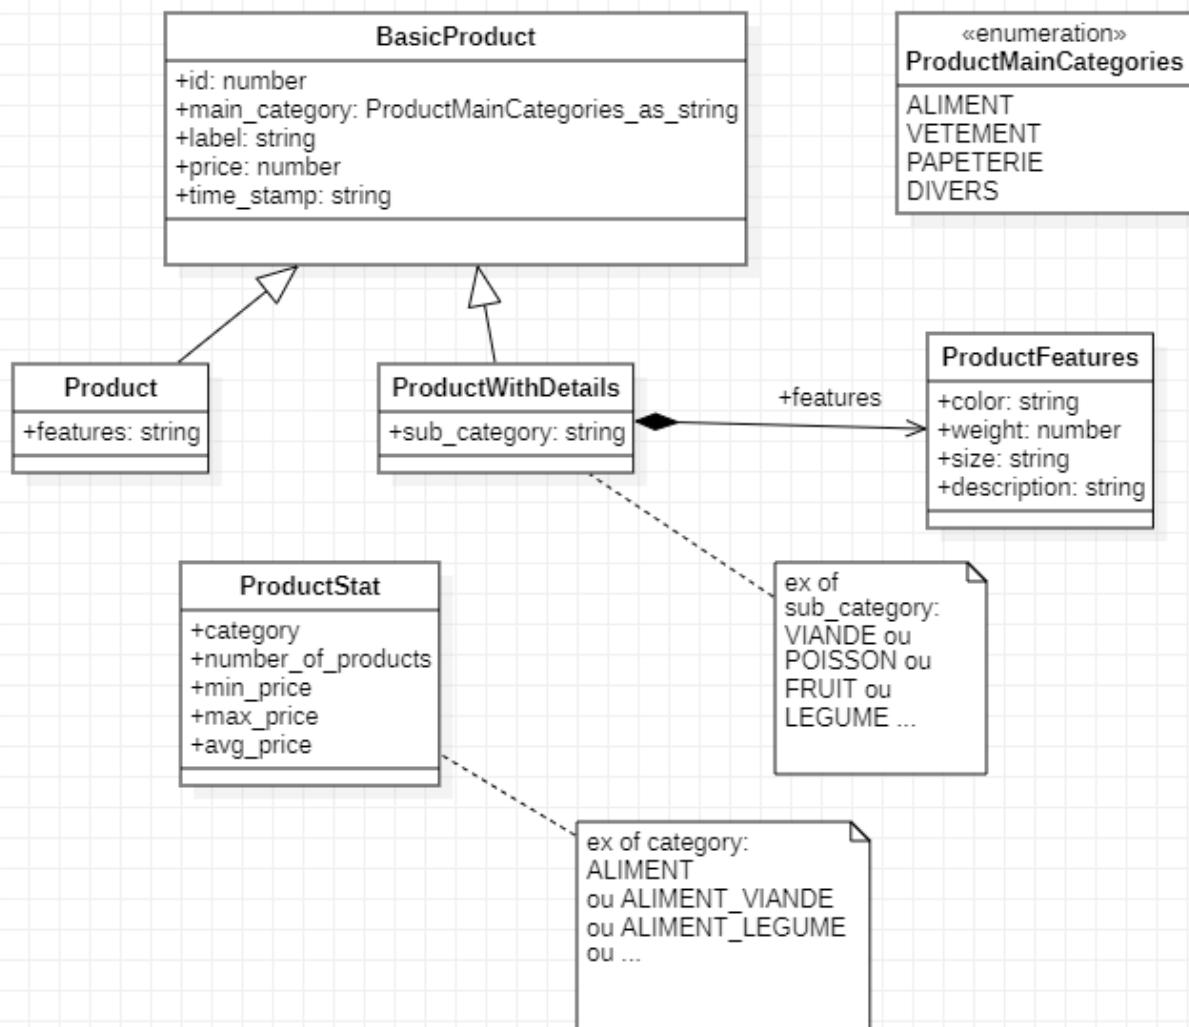 BasicProduct
+id: number
+main_category: ProductMainCategories_as_string
+label: string
+price: number
+time_stamp: string
«enumeration»
ProductMainCategories
ALIMENT
VETEMENT
PAPETERIE
DIVERS
Product
+features: string
ProductWithDetails
+sub_category: string
+features
ProductFeatures
+color: string
+weight: number
+size: string
+description: string
ProductStat
+category
+number_of_products
+min_price
+max_price
+avg_price
ex of
sub_category:
VIANDE ou
POISSON ou
FRUIT ou
LEGUME ...
ex of category:
ALIMENT
ou ALIMENT_VIANDE
ou ALIMENT_LEGUME
ou ...